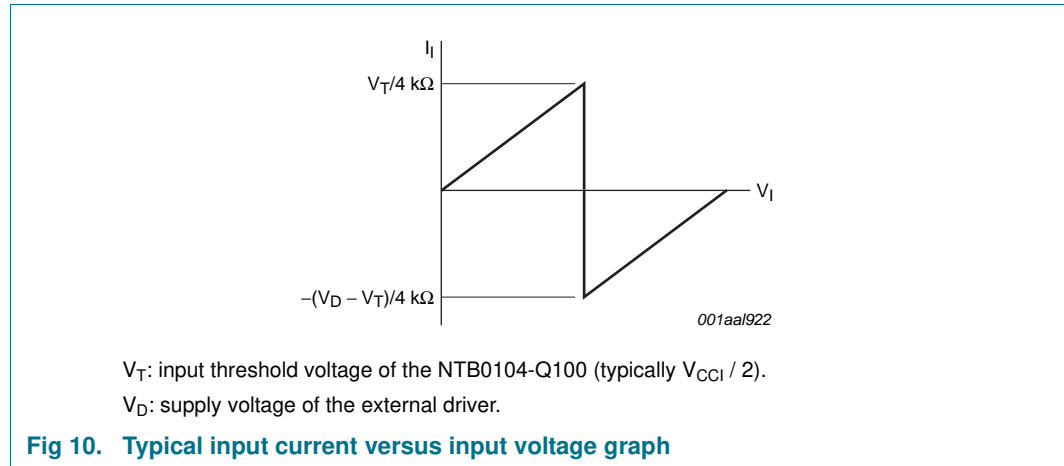 I_I
V_T/4 kΩ
V_I
−(V_D − V_T)/4 kΩ
001aal922
V_T: input threshold voltage of the NTB0104-Q100 (typically V_CCI / 2).
V_D: supply voltage of the external driver.
Fig 10. Typical input current versus input voltage graph